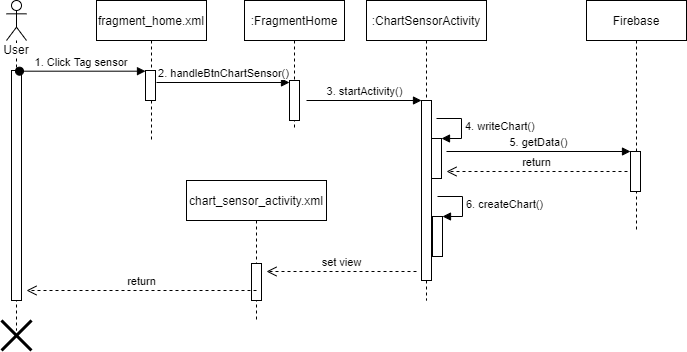 fragment_home.xml
:FragmentHome
:ChartSensorActivity
Firebase
User
1. Click Tag sensor
2. handleBtnChartSensor()
3. startActivity()
4. writeChart()
5. getData()
return
chart_sensor_activity.xml
6. createChart()
set view
return